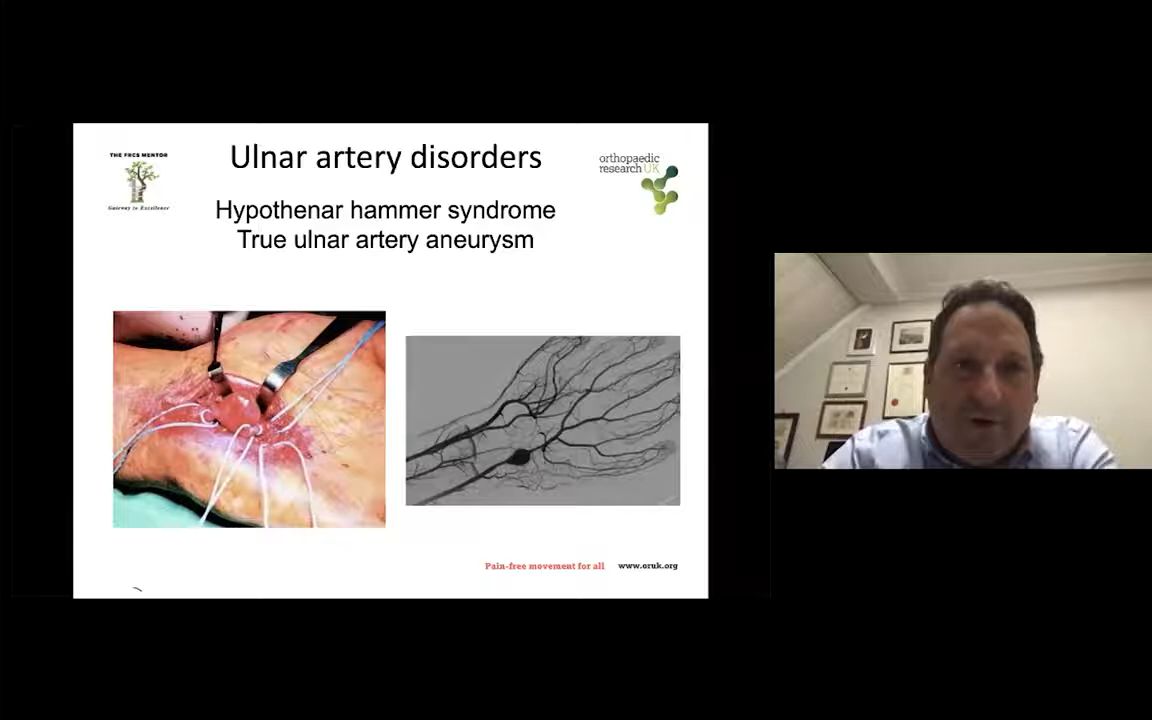 THE FRCS MENTOR
Gateway to Excellence
Ulnar artery disorders
orthopaedic
research UK
Hypothenar hammer syndrome
True ulnar artery aneurysm
Pain-free movement for all www.oruk.org